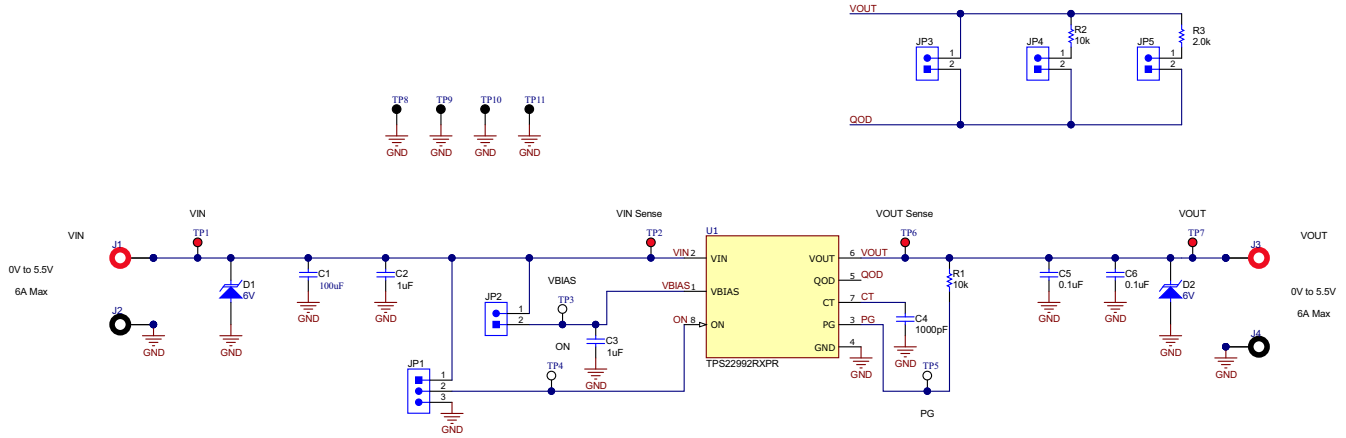 VOUT
JP3
1
2
JP4
1
2
R2
10k
JP5
1
2
R3
2.0k
QOD
TP8
TP9
TP10
TP11
GND
GND
GND
GND
VIN
VIN Sense
VOUT Sense
VOUT
VIN
J1
TP1
TP2
U1
TP6
TP7
J3
VOUT
VIN 2
VIN
VOUT
6 VOUT
0V to 5.5V
6A Max
D1
6V
C1
100uF
C2
1uF
VBIAS
VBIAS 1
VBIAS
QOD
5 QOD
R1
10k
C5
0.1uF
C6
0.1uF
D2
6V
0V to 5.5V
6A Max
JP2
1
2
TP3
CT
7 CT
J2
GND
GND
GND
GND
ON 8
ON
PG
3 PG
C4
1000pF
GND
GND
GND
J4
GND
ON
C3
1uF
GND
4
TPS22992RXPR
GND
GND
GND
JP1
1
2
3
TP4
TP5
GND
PG